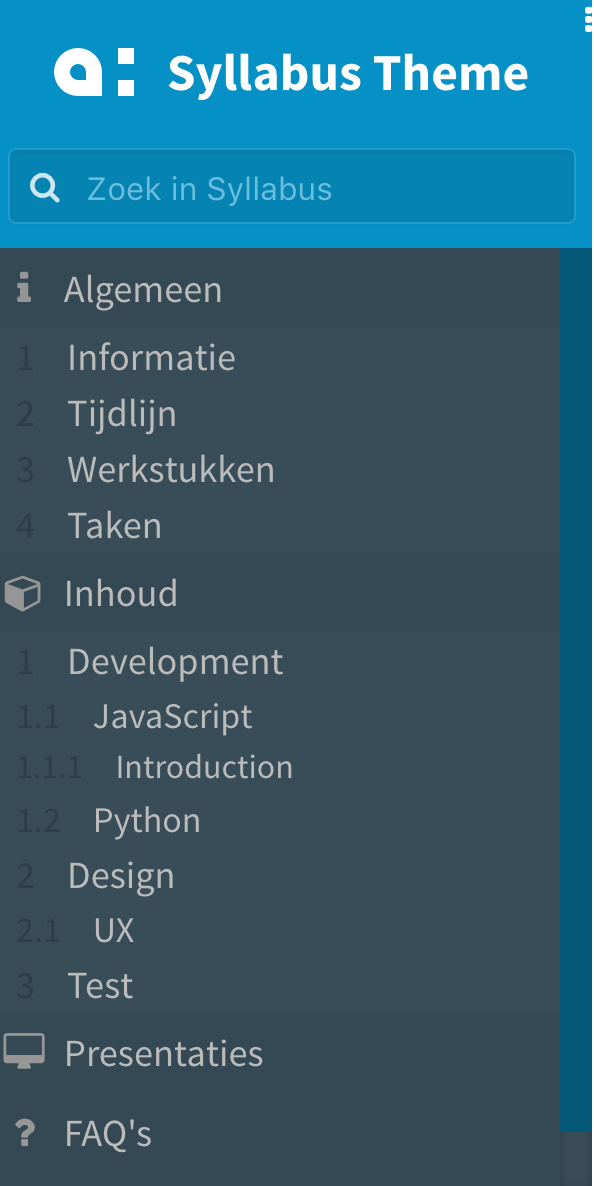 a: Syllabus Theme
Zoek in Syllabus
Algemeen
1 Informatie
2 Tijdlijn
3 Werkstukken
4 Taken
Inhoud
1 Development
1.1 JavaScript
1.1.1 Introduction
1.2 Python
2 Design
2.1 UX
3 Test
Presentaties
? FAQ's